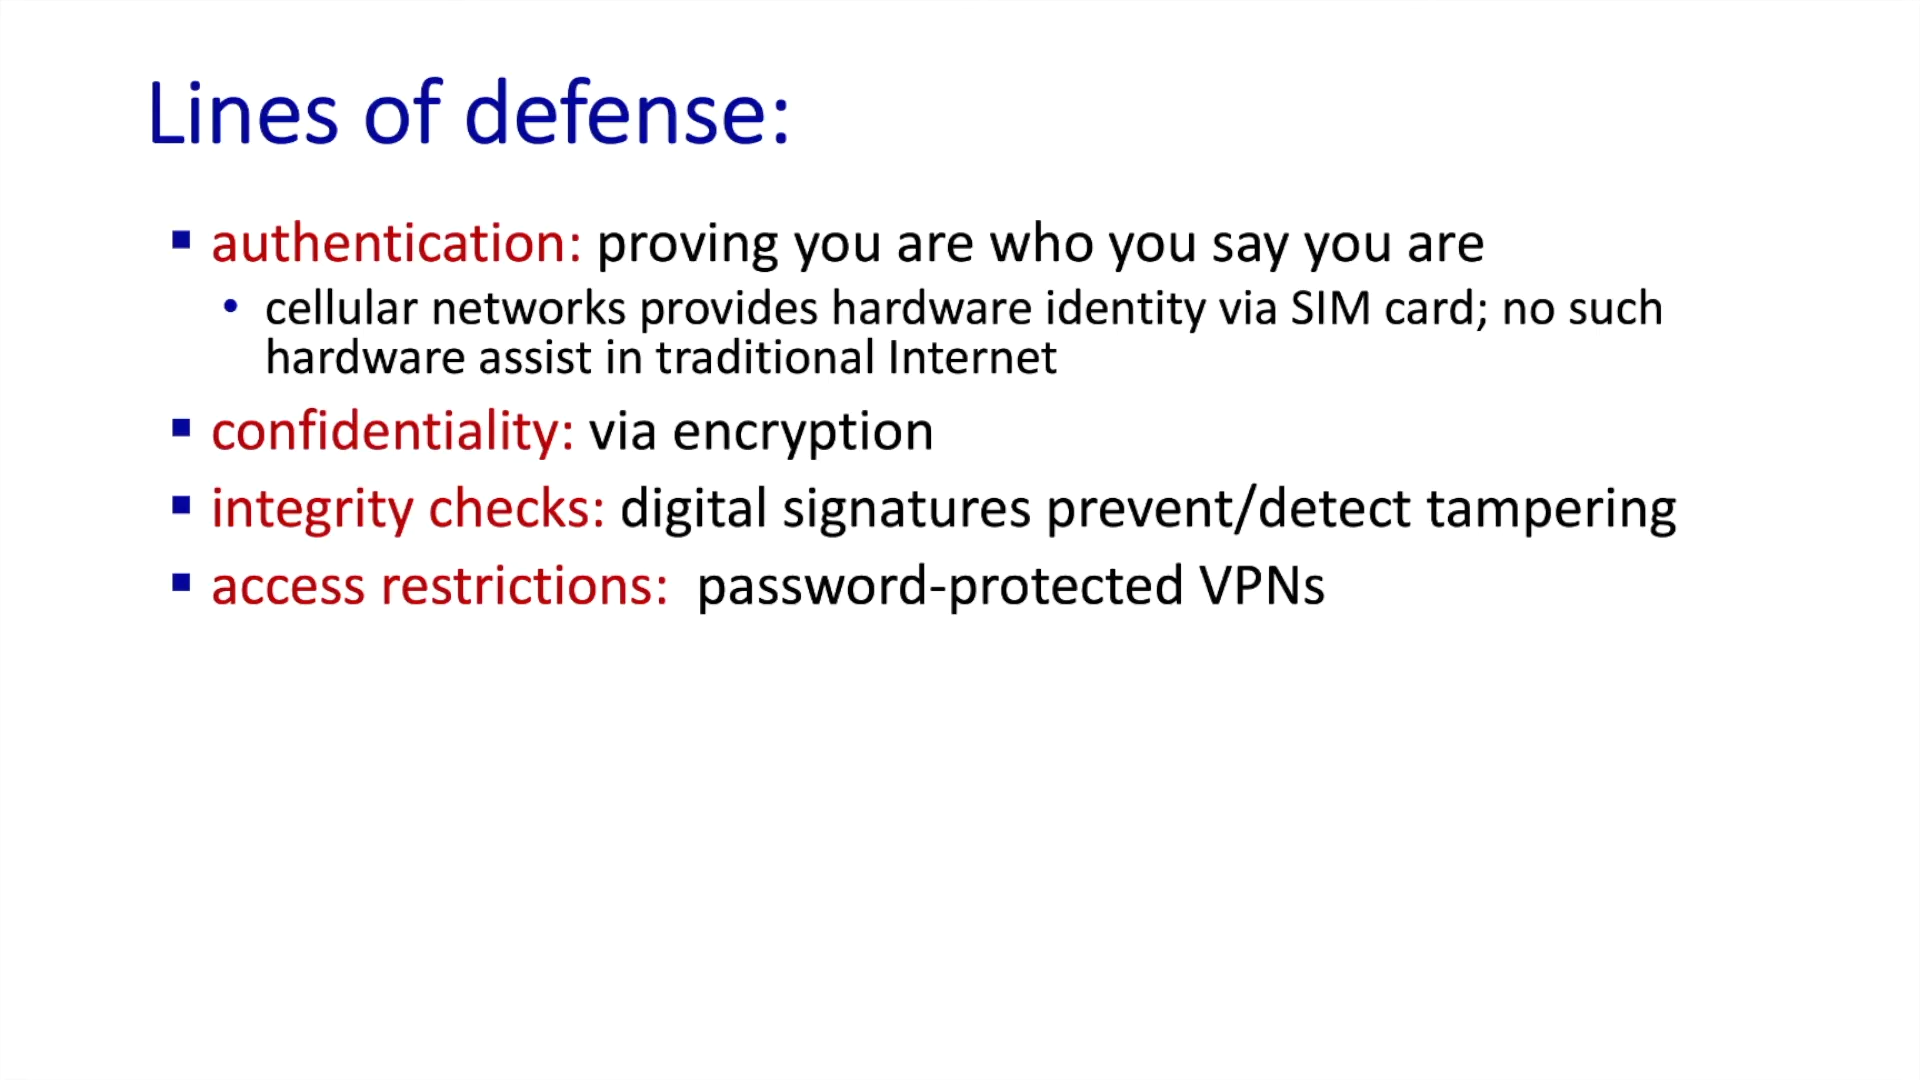 Lines of defense:
▪ authentication: proving you are who you say you are
• cellular networks provides hardware identity via SIM card; no such
hardware assist in traditional Internet
▪ confidentiality: via encryption
▪ integrity checks: digital signatures prevent/detect tampering
▪ access restrictions: password-protected VPNs